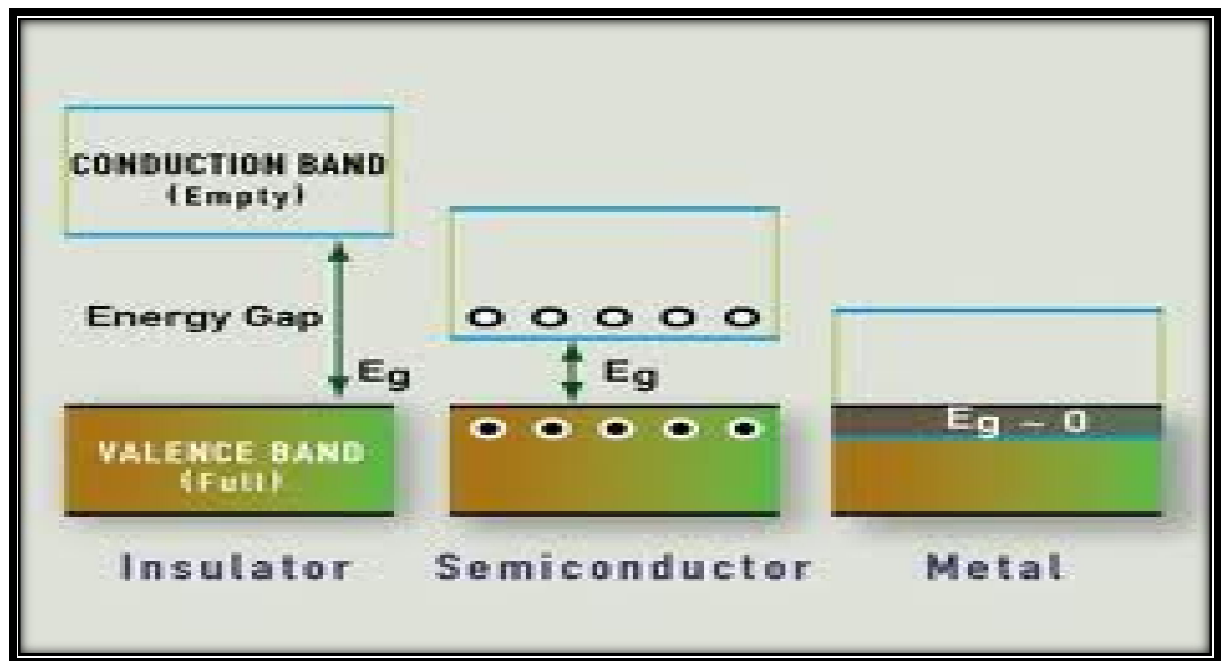 CONDUCTION BAND
(Empty)
Energy Gap
Eg
VALENCE BAND
(Full)
Eg
Eg ~ 0
Insulator
Semiconductor
Metal